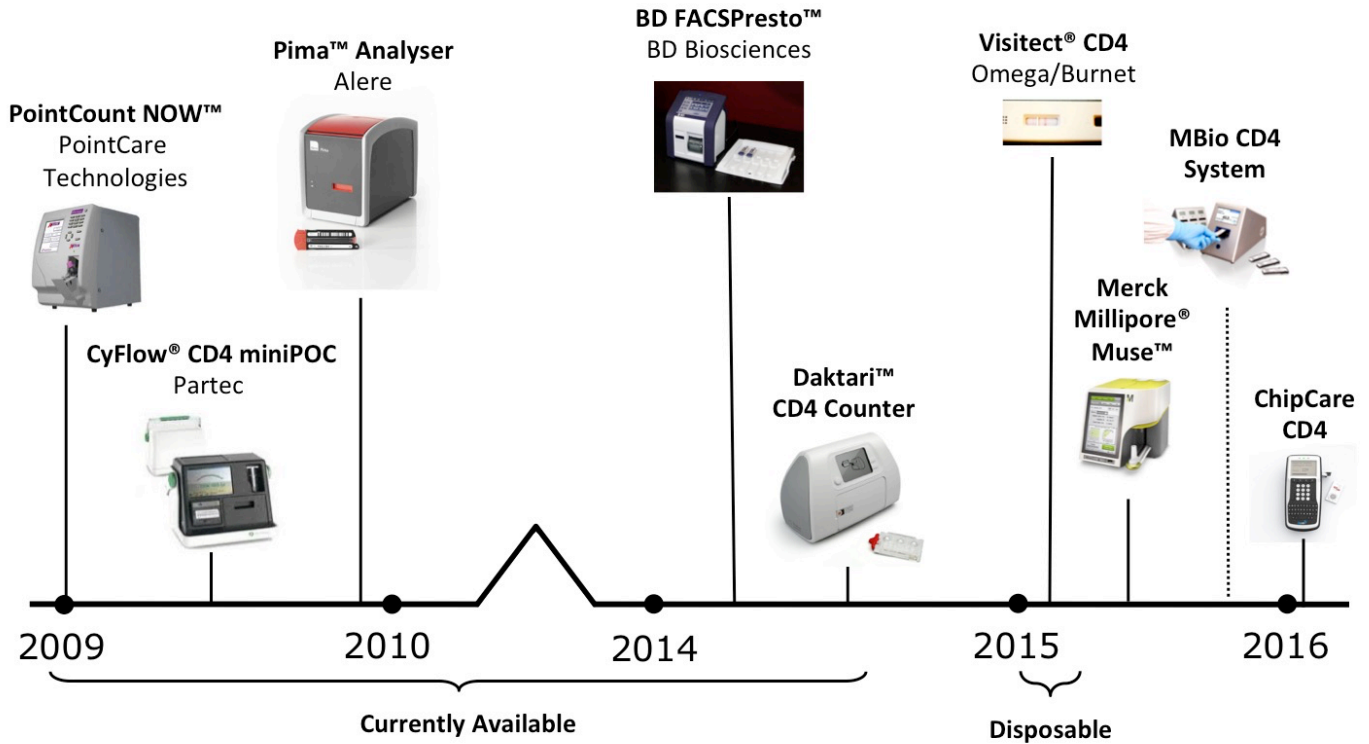 PointCount NOW™
PointCare
Technologies
CyFlow® CD4 miniPOC
Partec
Pima™ Analyser
Alere
BD FACSPresto™
BD Biosciences
Daktari™
CD4 Counter
Visitect® CD4
Omega/Burnet
Merck
Millipore®
Muse™
MBio CD4
System
ChipCare
CD4
2009
2010
2014
2015
2016
Currently Available
Disposable